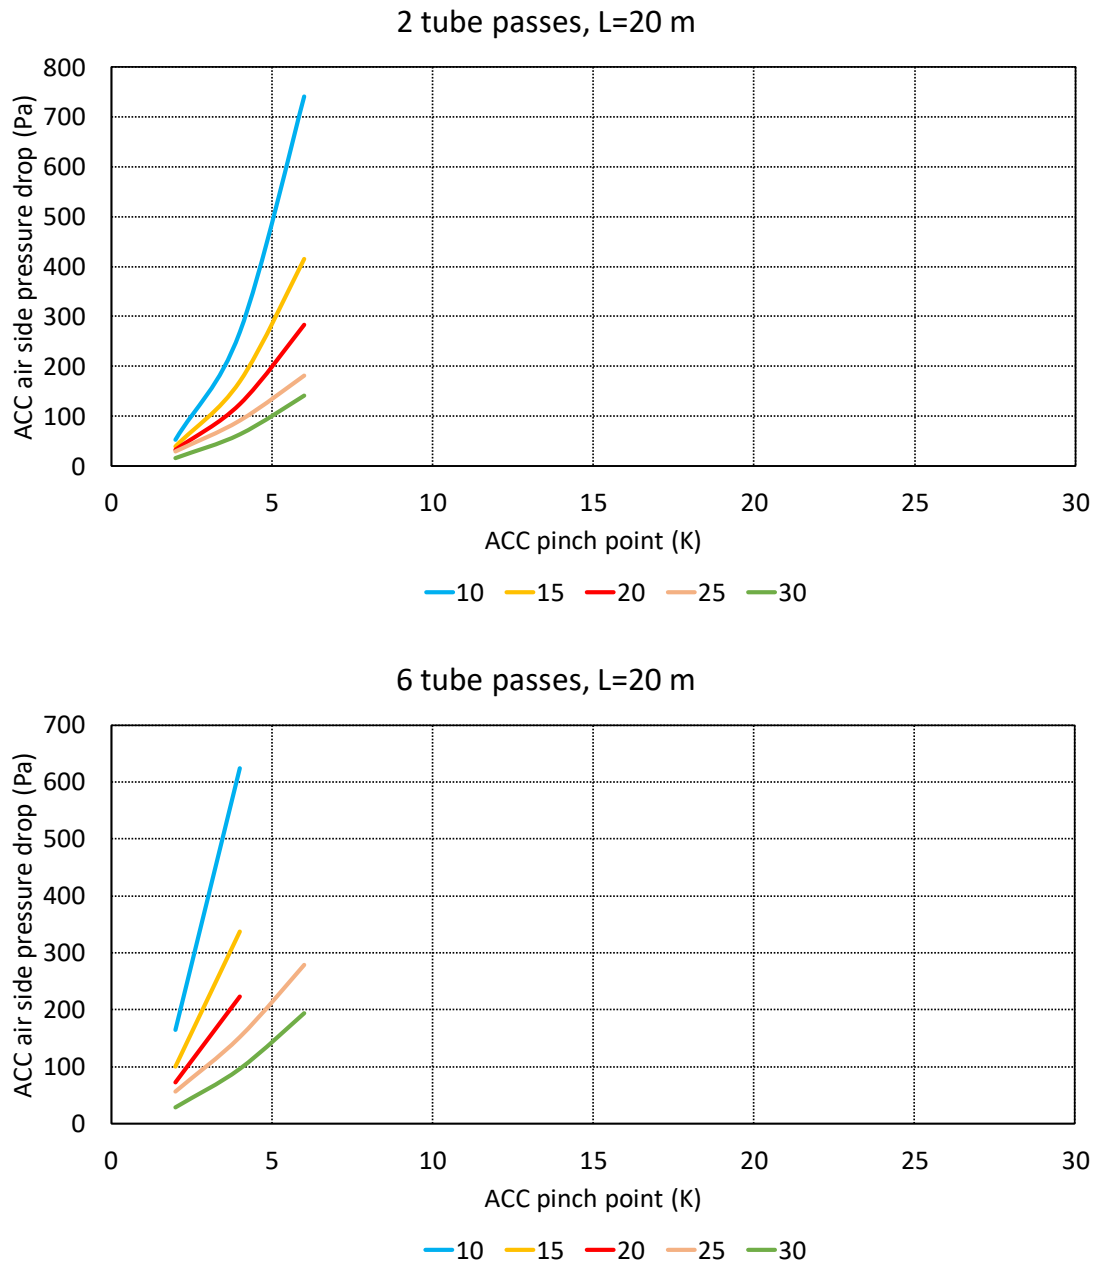 2 tube passes, L=20 m
ACC air side pressure drop (Pa)
800
700
600
500
400
300
200
100
0
0 5 10 15 20 25 30
ACC pinch point (K)
10 15 20 25 30
6 tube passes, L=20 m
ACC air side pressure drop (Pa)
700
600
500
400
300
200
100
0
0 5 10 15 20 25 30
ACC pinch point (K)
10 15 20 25 30